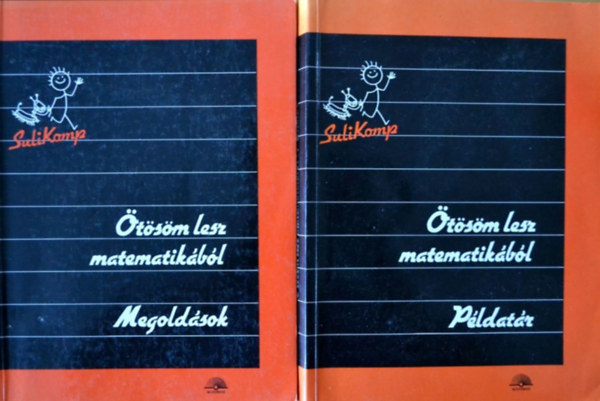 SuliKomp
Ötösöm lesz
matematikából
Megoldások
SuliKomp
Ötösöm lesz
matematikából
Példatár